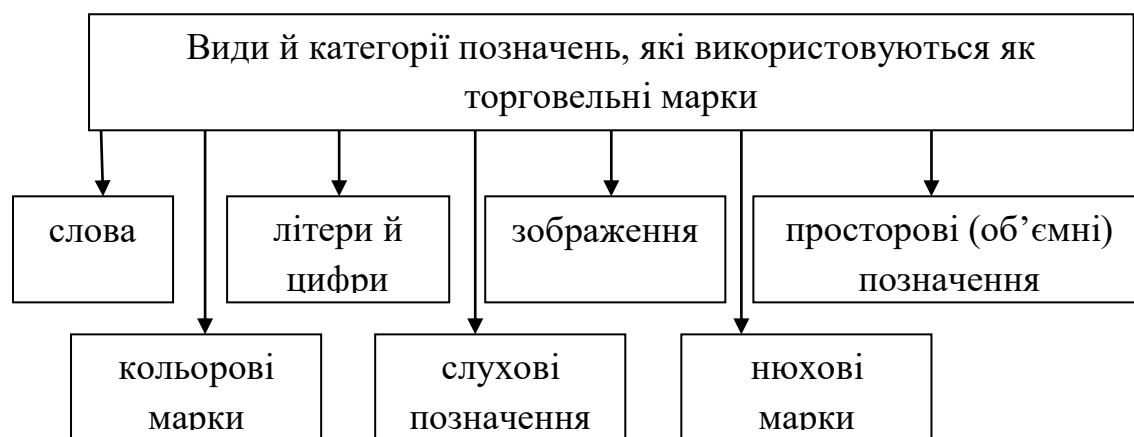 Види й категорії позначень, які використовуються як
торговельні марки
слова
літери й
цифри
зображення
просторові (об’ємні)
позначення
кольорові
марки
слухові
позначення
нюхові
марки